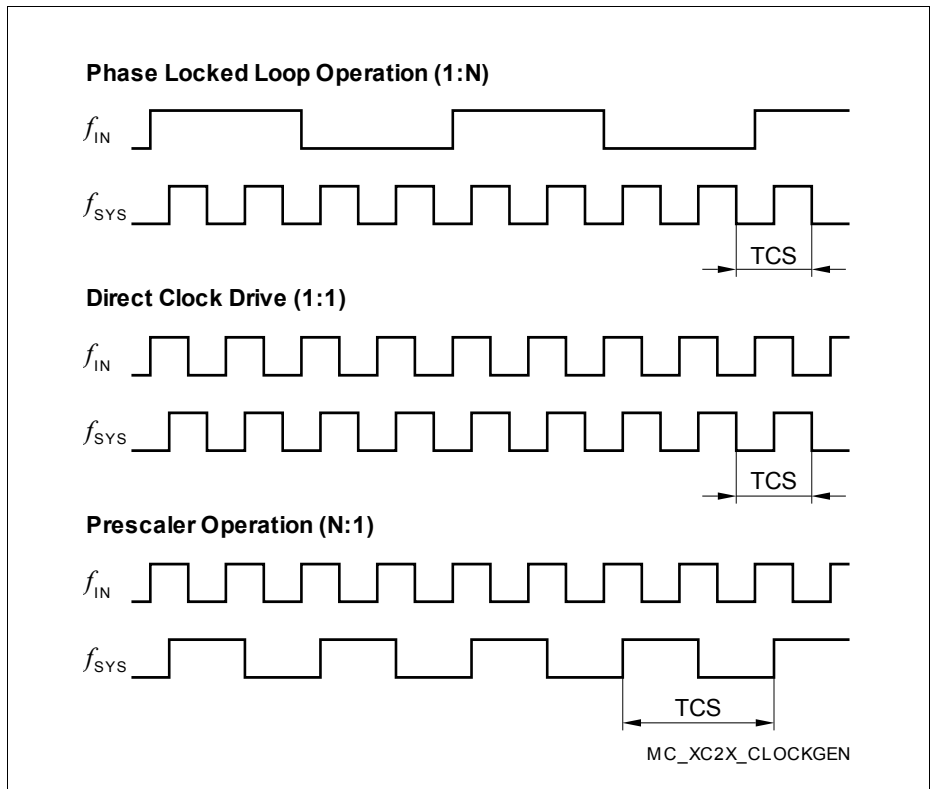 Phase Locked Loop Operation (1:N)
fIN
fSYS
TCS
Direct Clock Drive (1:1)
fIN
fSYS
TCS
Prescaler Operation (N:1)
fIN
fSYS
TCS
MC_XC2X_CLOCKGEN